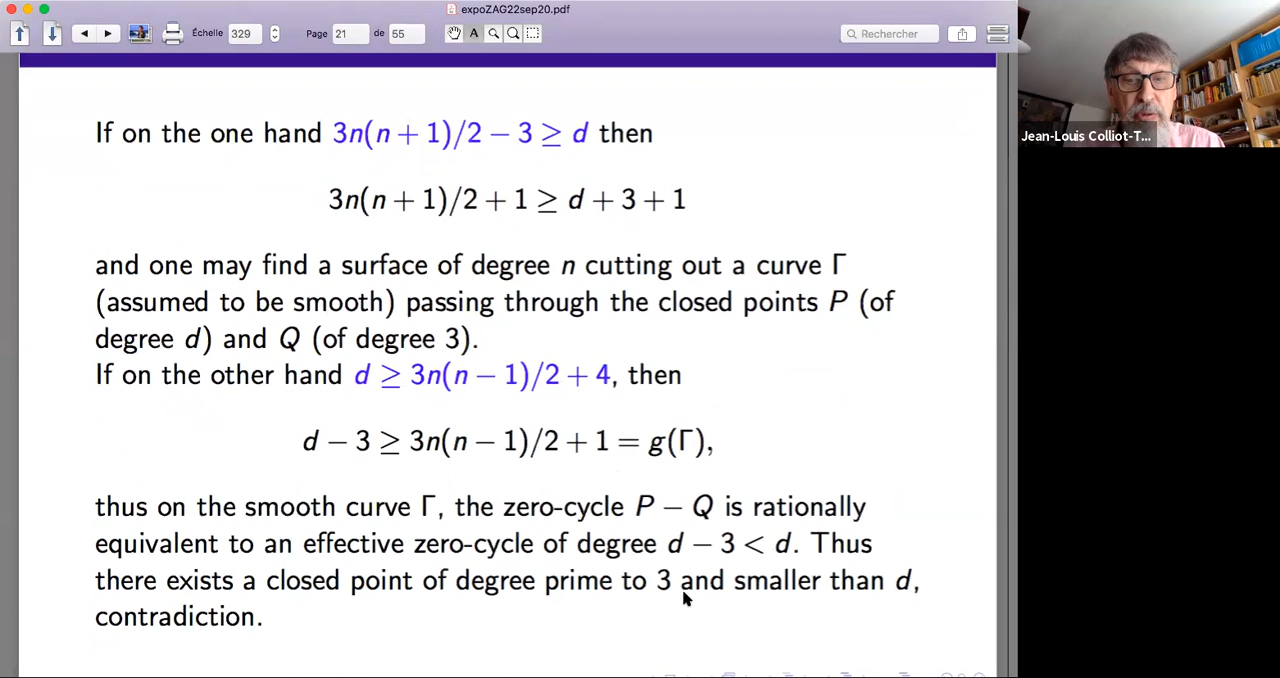 expoZAG22sep20.pdf
Échelle 329 Page 21 de 55 Rechercher
If on the one hand 3n(n + 1)/2 − 3 ≥ d then
3n(n + 1)/2 + 1 ≥ d + 3 + 1
and one may find a surface of degree n cutting out a curve Γ
(assumed to be smooth) passing through the closed points P (of
degree d) and Q (of degree 3).
If on the other hand d ≥ 3n(n − 1)/2 + 4, then
d − 3 ≥ 3n(n − 1)/2 + 1 = g(Γ),
thus on the smooth curve Γ, the zero-cycle P − Q is rationally
equivalent to an effective zero-cycle of degree d − 3 < d. Thus
there exists a closed point of degree prime to 3 and smaller than d,
contradiction.
Jean-Louis Colliot-T...